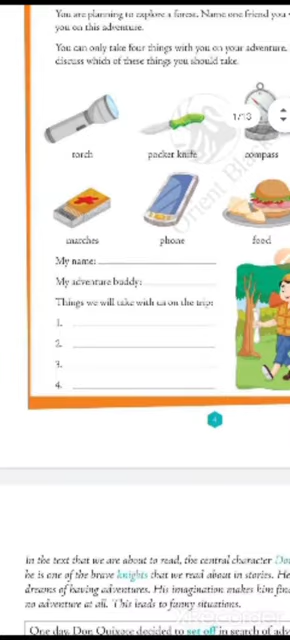 You are planning to explore a forest. Name one friend you
you on this adventure.
You can only take four things with you on your adventure.
discuss which of these things you should take.
1/13
torch pocket knife compass
matches phone food
My name:
My adventure buddy:
Things we will take with us on the trip:
1.
2.
3.
4.
4
Orient Black
In the text that we are about to read, the central character Do
he is one of the brave knights that we read about in stories. He
dreams of having adventures. His imagination makes him fin
no adventure at all. This leads to funny situations.
One day, Don Quixote decided to set off in search of adv